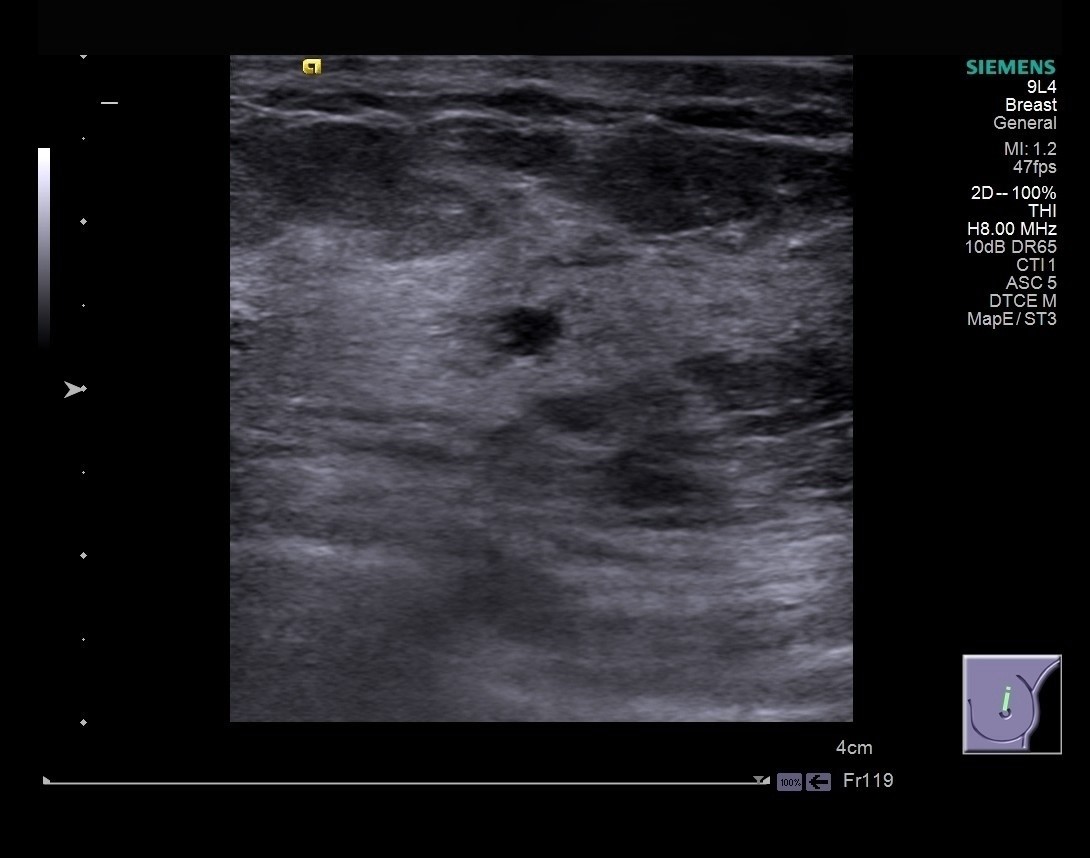 SIEMENS
9L4
Breast
General
MI: 1.2
47fps
2D--100%
THI
H8.00 MHz
10dB DR65
CTI 1
ASC 5
DTCE M
MapE / ST3
i
4cm
100%
Fr119